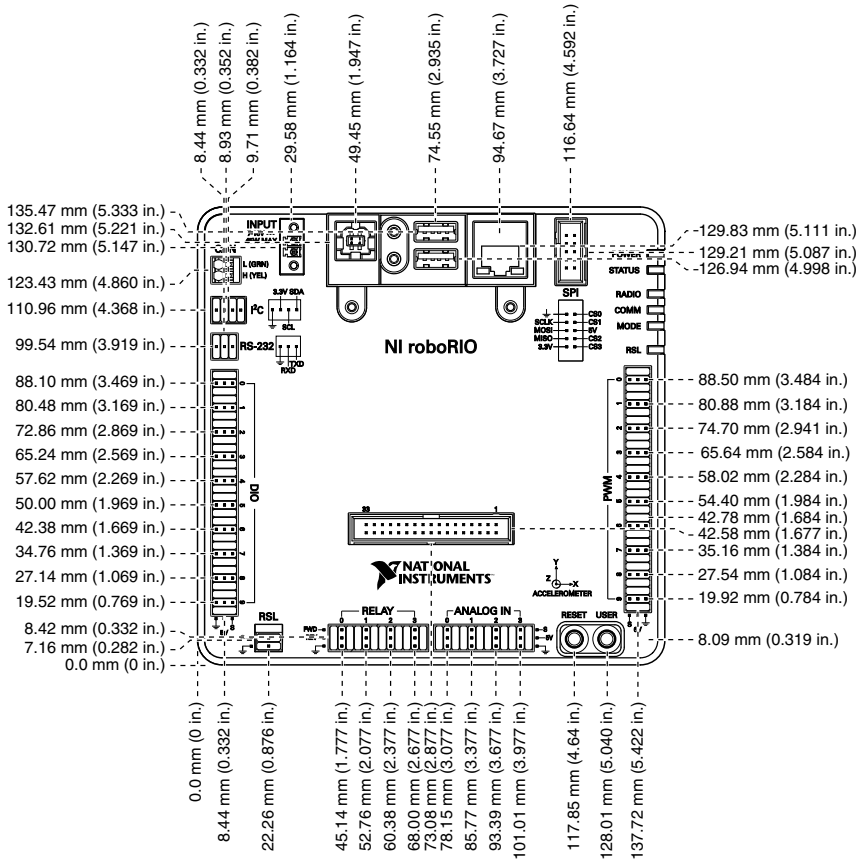 8.44 mm (0.332 in.)
8.93 mm (0.352 in.)
9.71 mm (0.382 in.)
29.58 mm (1.164 in.)
49.45 mm (1.947 in.)
74.55 mm (2.935 in.)
94.67 mm (3.727 in.)
116.64 mm (4.592 in.)
135.47 mm (5.333 in.)
132.61 mm (5.221 in.)
130.72 mm (5.147 in.)
123.43 mm (4.860 in.)
110.96 mm (4.368 in.)
99.54 mm (3.919 in.)
88.10 mm (3.469 in.)
80.48 mm (3.169 in.)
72.86 mm (2.869 in.)
65.24 mm (2.569 in.)
57.62 mm (2.269 in.)
50.00 mm (1.969 in.)
42.38 mm (1.669 in.)
34.76 mm (1.369 in.)
27.14 mm (1.069 in.)
19.52 mm (0.769 in.)
8.42 mm (0.332 in.)
7.16 mm (0.282 in.)
0.0 mm (0 in.)
INPUT
L (GRN)
H (YEL)
I²C
3.3V SDA
SCL
RS-232
TXD
RXD
NI roboRIO
SPI
SCLK
MOSI
MISO
3.3V
CS0
CS1
5V
CS2
CS3
STATUS
RADIO
COMM
MODE
RSL
DIO
0
1
2
3
4
5
6
7
8
9
S
PWM
0
1
2
3
4
5
6
7
8
9
S
33
1
NATIONAL
INSTRUMENTS
Y
Z
X
ACCELEROMETER
RSL
RELAY
0
1
2
3
FWD
ANALOG IN
0
1
2
3
S
5V
RESET
USER
129.83 mm (5.111 in.)
129.21 mm (5.087 in.)
126.94 mm (4.998 in.)
88.50 mm (3.484 in.)
80.88 mm (3.184 in.)
74.70 mm (2.941 in.)
65.64 mm (2.584 in.)
58.02 mm (2.284 in.)
54.40 mm (1.984 in.)
42.78 mm (1.684 in.)
42.58 mm (1.677 in.)
35.16 mm (1.384 in.)
27.54 mm (1.084 in.)
19.92 mm (0.784 in.)
8.09 mm (0.319 in.)
0.0 mm (0 in.)
8.44 mm (0.332 in.)
22.26 mm (0.876 in.)
45.14 mm (1.777 in.)
52.76 mm (2.077 in.)
60.38 mm (2.377 in.)
68.00 mm (2.677 in.)
73.08 mm (2.877 in.)
78.15 mm (3.077 in.)
85.77 mm (3.377 in.)
93.39 mm (3.677 in.)
101.01 mm (3.977 in.)
117.85 mm (4.64 in.)
128.01 mm (5.040 in.)
137.72 mm (5.422 in.)